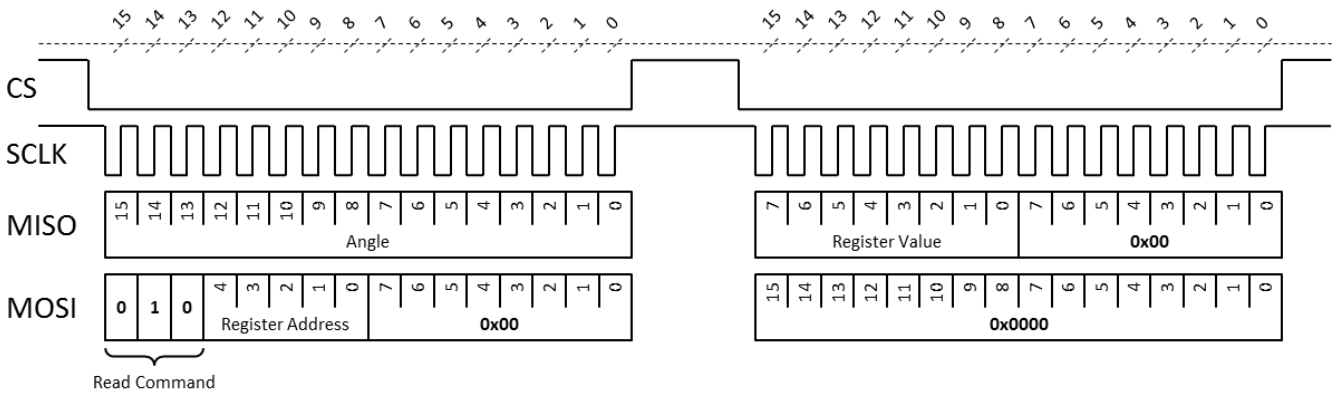 15 14 13 12 11 10 9 8 7 6 5 4 3 2 1 0 15 14 13 12 11 10 9 8 7 6 5 4 3 2 1 0
CS
SCLK
MISO 15 14 13 12 11 10 9 8 7 6 5 4 3 2 1 0 7 6 5 4 3 2 1 0 7 6 5 4 3 2 1 0
Angle Register Value 0x00
MOSI 0 1 0 4 3 2 1 0 7 6 5 4 3 2 1 0 15 14 13 12 11 10 9 8 7 6 5 4 3 2 1 0
Register Address 0x00 0x0000
Read Command